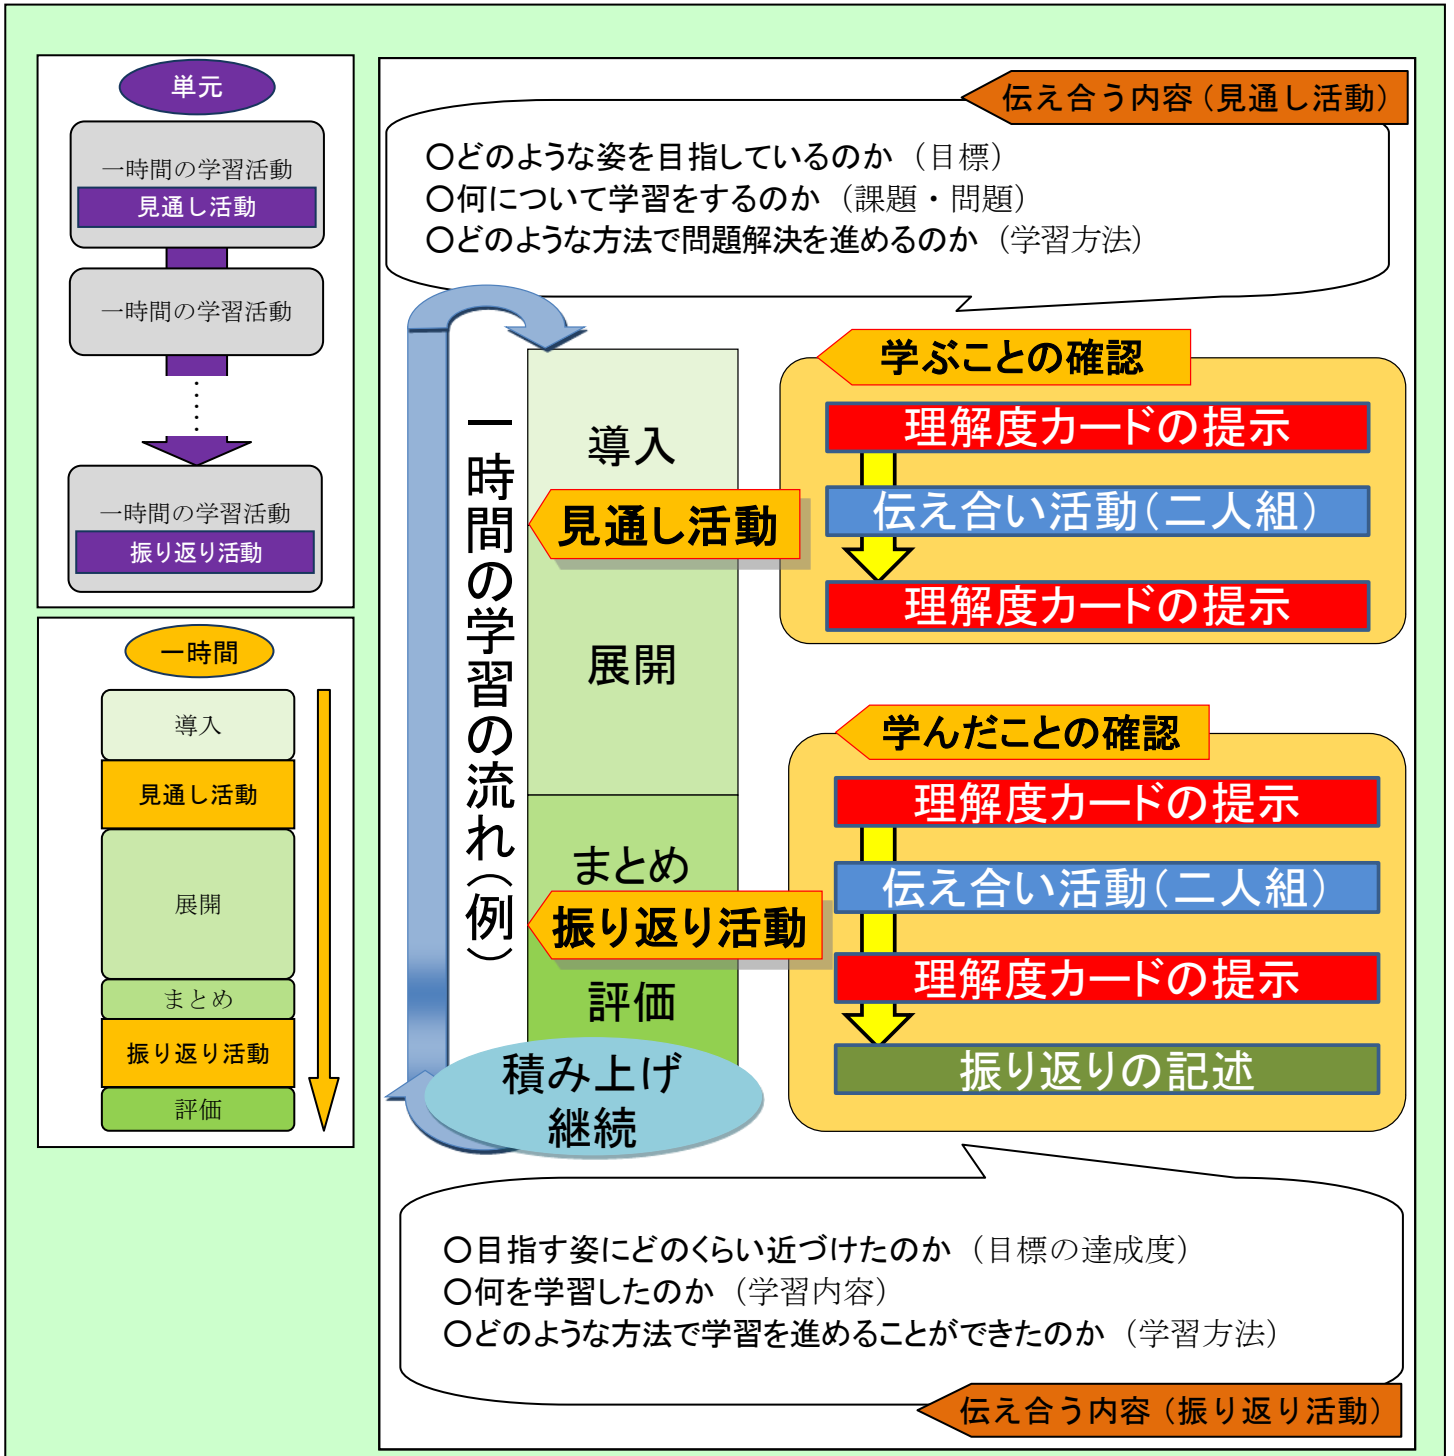 単元
一時間の学習活動
見通し活動
一時間の学習活動
……
一時間の学習活動
振り返り活動
一時間
導入
見通し活動
展開
まとめ
振り返り活動
評価
伝え合う内容（見通し活動）
○どのような姿を目指しているのか（目標）
○何について学習をするのか（課題・問題）
○どのような方法で問題解決を進めるのか（学習方法）
一時間の学習の流れ（例）
導入
見通し活動
展開
まとめ
振り返り活動
評価
積み上げ
継続
学ぶことの確認
理解度カードの提示
伝え合い活動（二人組）
理解度カードの提示
学んだことの確認
理解度カードの提示
伝え合い活動（二人組）
理解度カードの提示
振り返りの記述
○目指す姿にどのくらい近づけたのか（目標の達成度）
○何を学習したのか（学習内容）
○どのような方法で学習を進めることができたのか（学習方法）
伝え合う内容（振り返り活動）